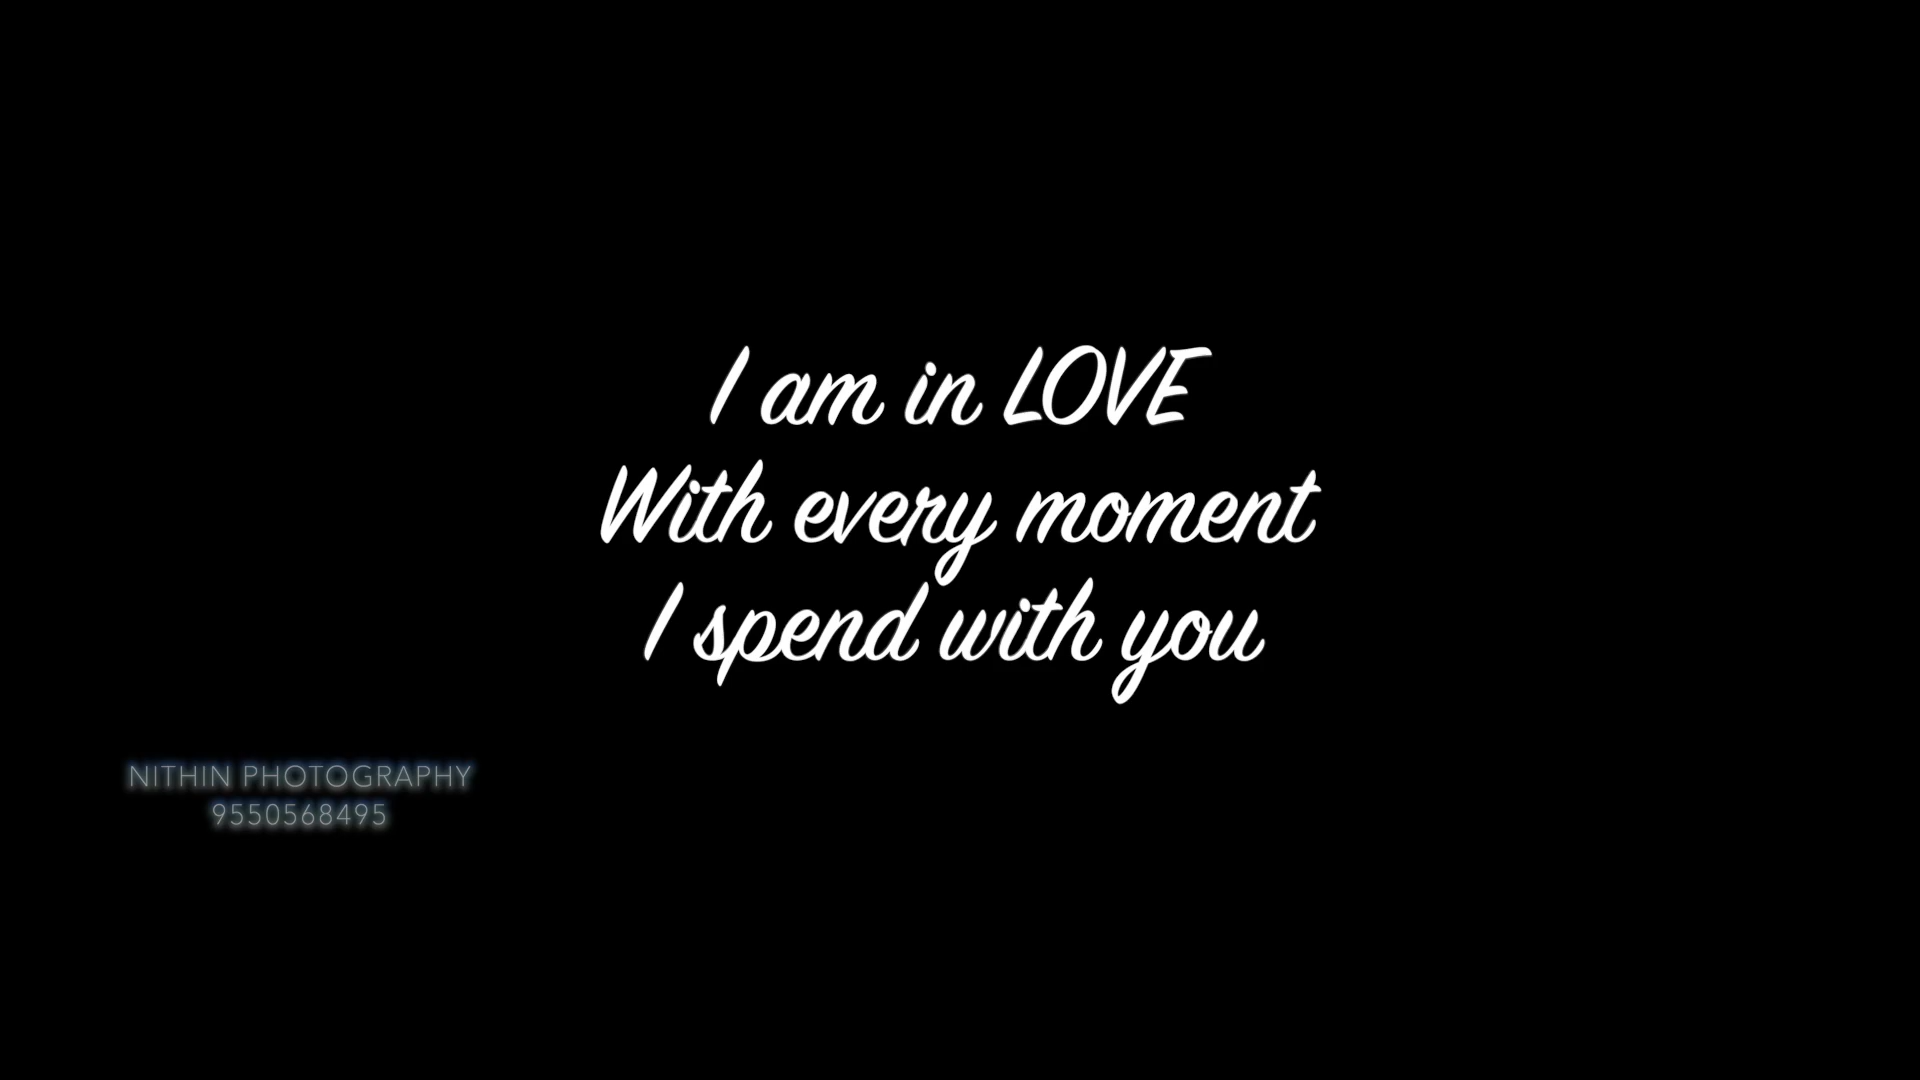 I am in LOVE
With every moment
I spend with you
NITHIN PHOTOGRAPHY
9550568495